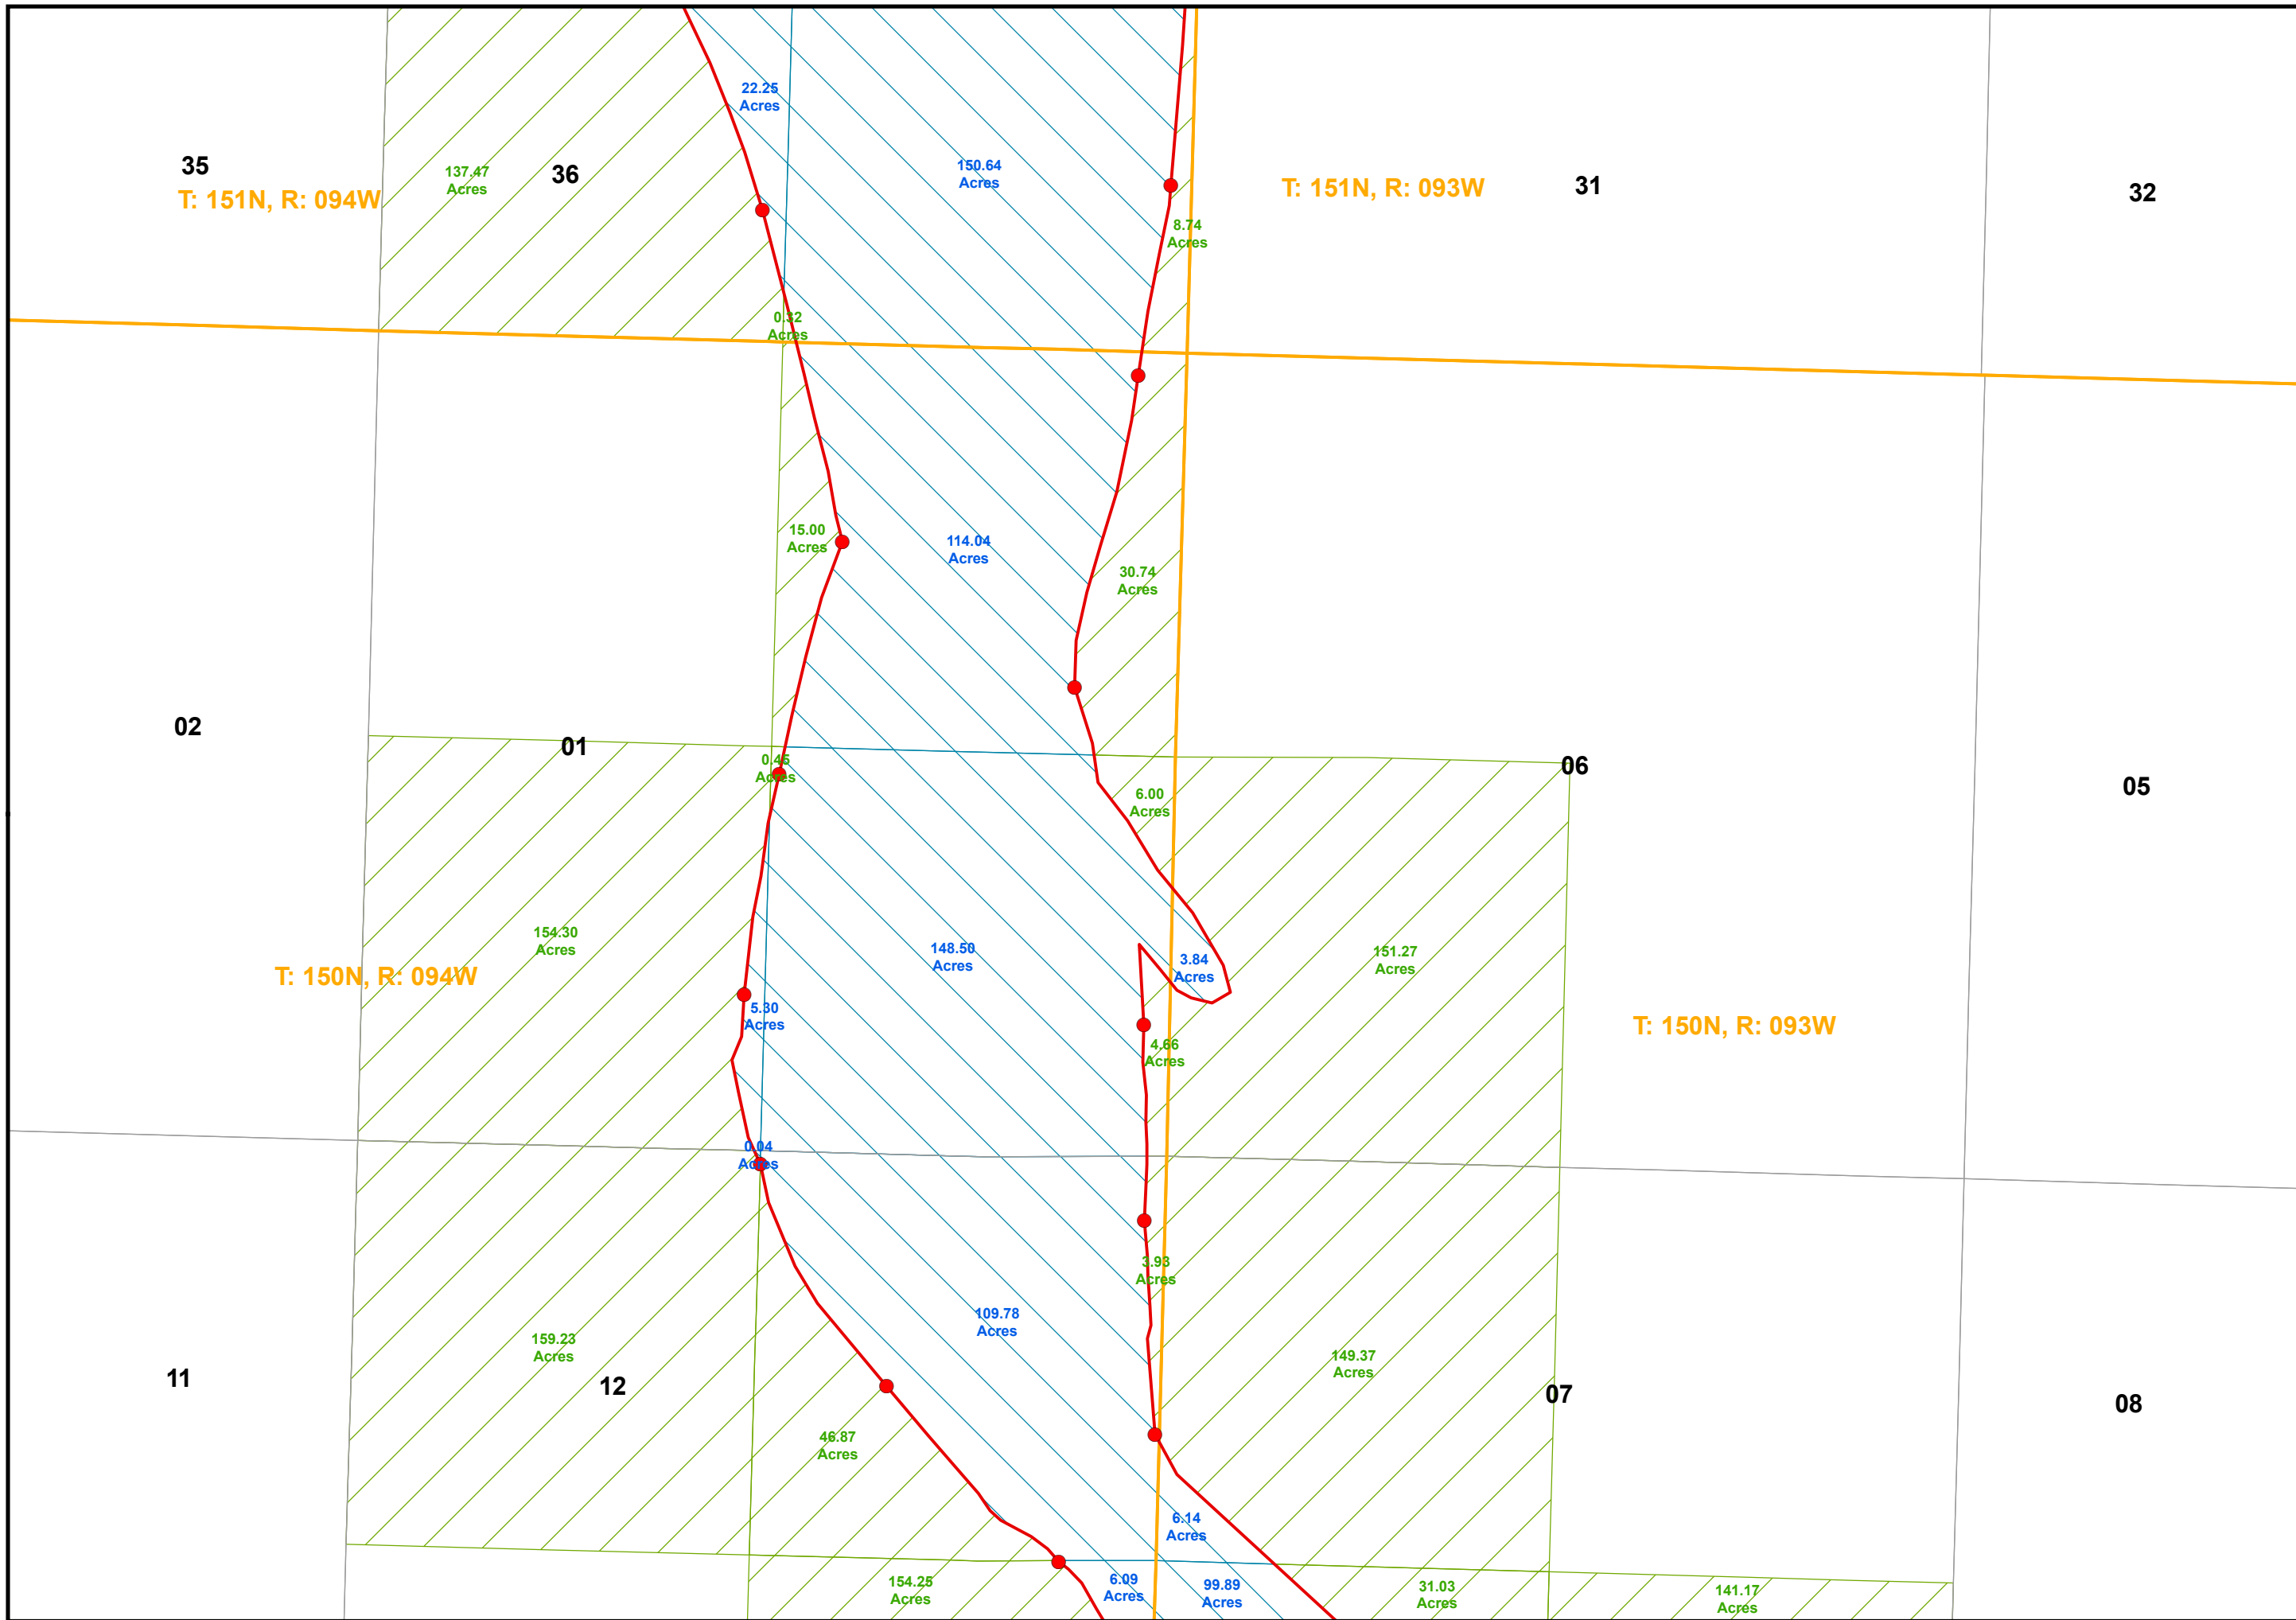 22.25
Acres
35
T: 151N, R: 094W
137.47
Acres
36
150.64
Acres
T: 151N, R: 093W
31
32
8.74
Acres
0.32
Acres
15.00
Acres
114.04
Acres
30.74
Acres
02
01
0.45
Acres
06
05
6.00
Acres
154.30
Acres
148.50
Acres
3.84
Acres
151.27
Acres
T: 150N, R: 094W
5.30
Acres
4.66
Acres
T: 150N, R: 093W
0.04
Acres
3.93
Acres
109.78
Acres
159.23
Acres
149.37
Acres
11
12
07
08
46.87
Acres
6.14
Acres
154.25
Acres
6.09
Acres
99.89
Acres
31.03
Acres
141.17
Acres